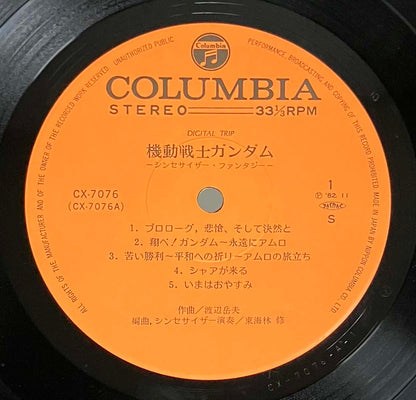 Columbia
ALL RIGHTS OF THE MANUFACTURER AND OF THE OWNER OF THE RECORDED WORK RESERVED. UNAUTHORIZED PUBLIC PERFORMANCE, BROADCASTING AND COPYING OF THIS RECORD PROHIBITED. MADE IN JAPAN BY NIPPON COLUMBIA CO. LTD.
COLUMBIA
STEREO 33⅓RPM
DIGITAL TRIP
機動戦士ガンダム
−シンセサイザー・ファンタジー−
CX-7076
(CX-7076A)
1
Ⓟ '82.11
S
1. プロローグ，悲愴，そして決然と
2. 翔べ!ガンダム−永遠にアムロ
3. 苦い勝利−平和への祈り−アムロの旅立ち
4. シャアが来る
5. いまはおやすみ
作曲/渡辺岳夫
編曲，シンセサイザー演奏/東海林 修
CX-7076-A-1